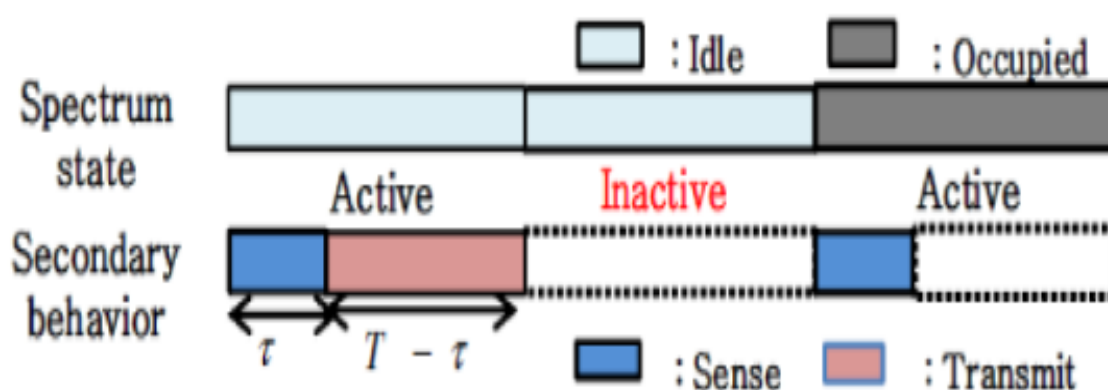 : Idle : Occupied
Spectrum
state
Active Inactive Active
Secondary
behavior
τ T - τ
: Sense : Transmit